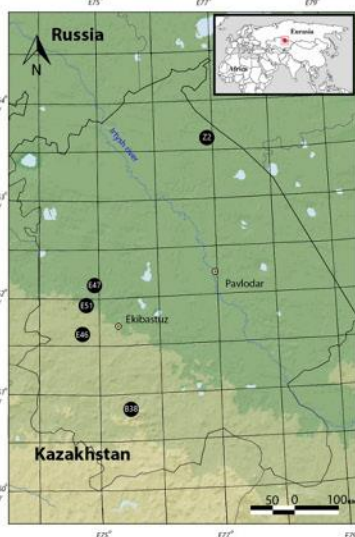 E75°
E79°
Russia
Eurasia
Africa
N
Z2
Irtysh river
Pavlodar
E47
E51
Ekibastuz
E46
B38
Kazakhstan
50 0 100
E75°
E77°